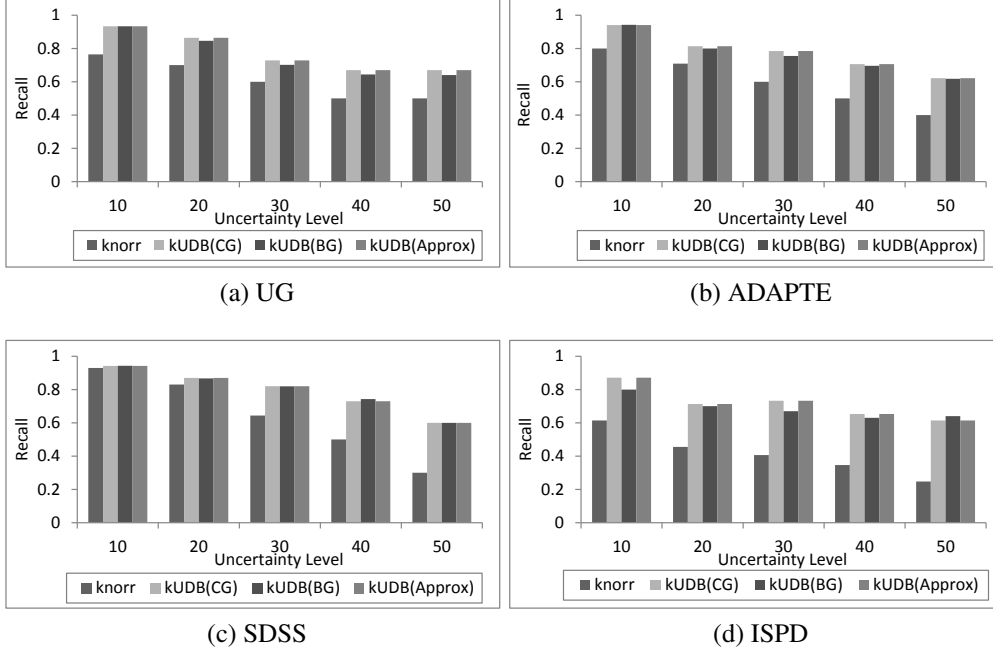 1
0.8
0.6
0.4
0.2
0
Recall
10 20 30 40 50
Uncertainty Level
knorr kUDB(CG) kUDB(BG) kUDB(Approx)
(a) UG
1
0.8
0.6
0.4
0.2
0
Recall
10 20 30 40 50
Uncertainty Level
knorr kUDB(CG) kUDB(BG) kUDB(Approx)
(b) ADAPTE
1
0.8
0.6
0.4
0.2
0
Recall
10 20 30 40 50
Uncertainty Level
knorr kUDB(CG) kUDB(BG) kUDB(Approx)
(c) SDSS
1
0.8
0.6
0.4
0.2
0
Recall
10 20 30 40 50
Uncertainty Level
knorr kUDB(CG) kUDB(BG) kUDB(Approx)
(d) ISPD